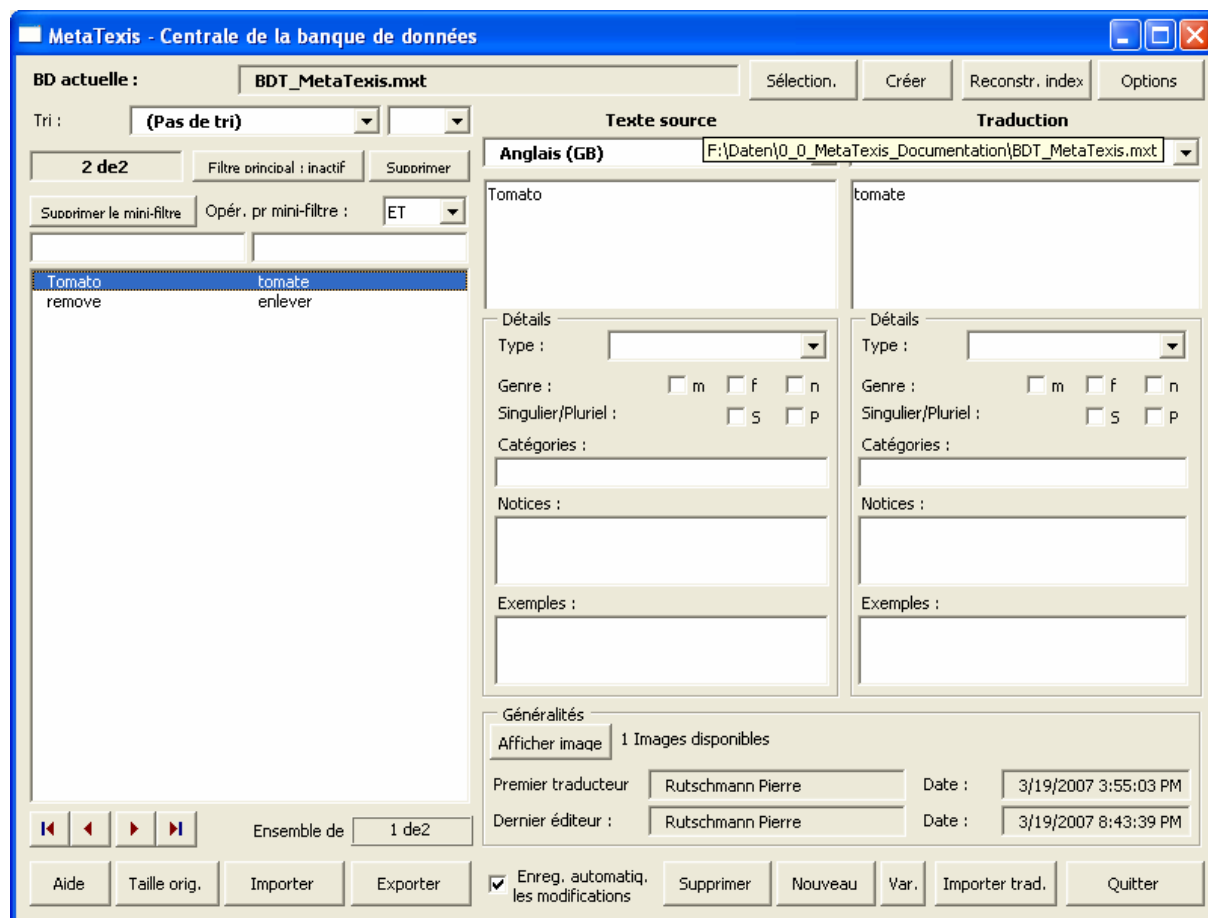 MetaTexis - Centrale de la banque de données
BD actuelle : BDT_MetaTexis.mxt Sélection. Créer Reconstr. index Options
Tri : (Pas de tri) Texte source Traduction
2 de2 Filtre principal : inactif Supprimer Anglais (GB) F:\Daten\0_0_MetaTexis_Documentation\BDT_MetaTexis.mxt
Supprimer le mini-filtre Opér. pr mini-filtre : ET Tomato tomate
Tomato tomate
remove enlever
Détails Détails
Type : Type :
Genre : m f n Genre : m f n
Singulier/Pluriel : S P Singulier/Pluriel : S P
Catégories : Catégories :
Notices : Notices :
Exemples : Exemples :
Généralités
Afficher image 1 Images disponibles
Premier traducteur Rutschmann Pierre Date : 3/19/2007 3:55:03 PM
Ensemble de 1 de2 Dernier éditeur : Rutschmann Pierre Date : 3/19/2007 8:43:39 PM
Aide Taille orig. Importer Exporter Enreg. automatiq. les modifications Supprimer Nouveau Var. Importer trad. Quitter